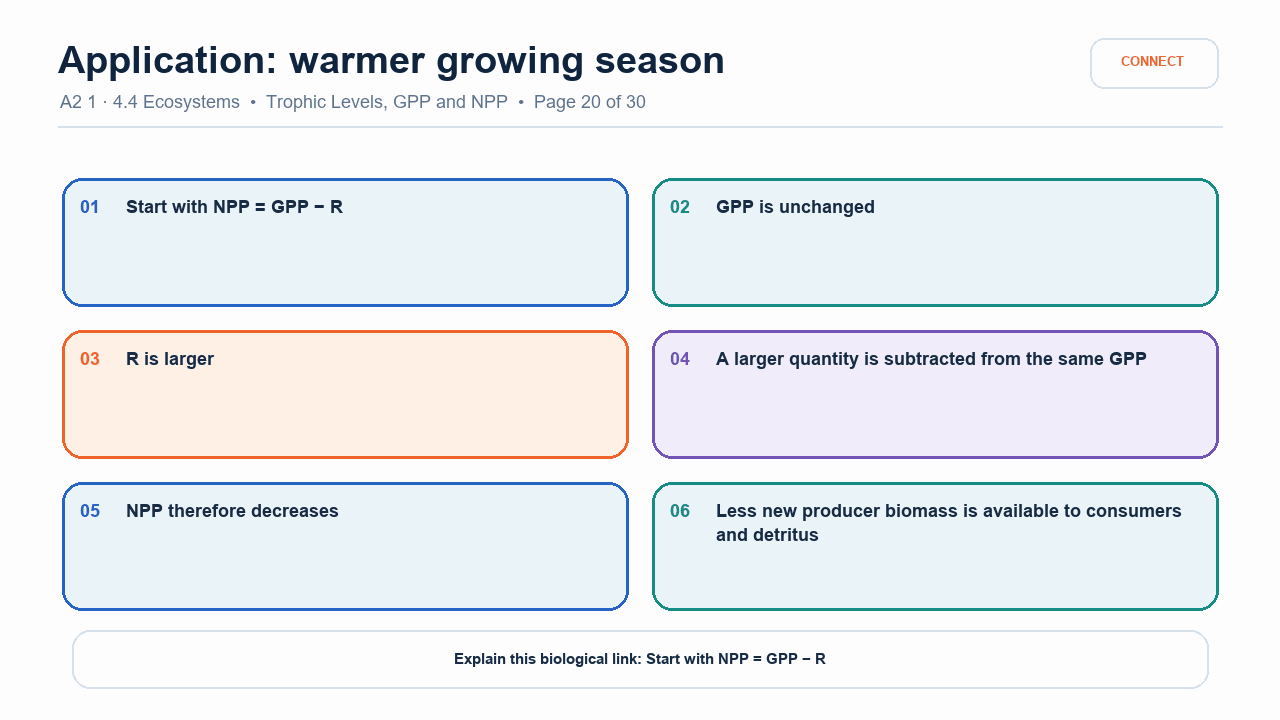 Application: warmer growing season
CONNECT
A2 1 · 4.4 Ecosystems • Trophic Levels, GPP and NPP • Page 20 of 30
01 Start with NPP = GPP − R
02 GPP is unchanged
03 R is larger
04 A larger quantity is subtracted from the same GPP
05 NPP therefore decreases
06 Less new producer biomass is available to consumers
and detritus
Explain this biological link: Start with NPP = GPP − R